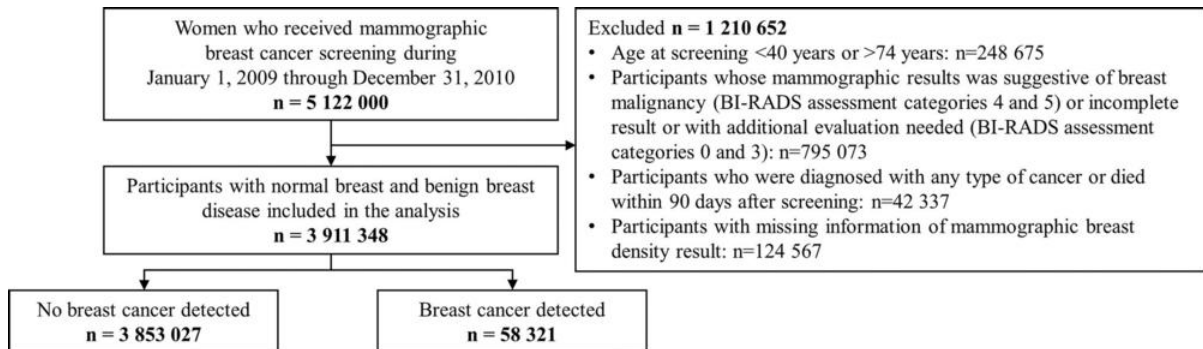 Women who received mammographic
breast cancer screening during
January 1, 2009 through December 31, 2010
n = 5 122 000
Excluded n = 1 210 652
• Age at screening <40 years or >74 years: n=248 675
• Participants whose mammographic results was suggestive of breast
malignancy (BI-RADS assessment categories 4 and 5) or incomplete
result or with additional evaluation needed (BI-RADS assessment
categories 0 and 3): n=795 073
• Participants who were diagnosed with any type of cancer or died
within 90 days after screening: n=42 337
• Participants with missing information of mammographic breast
density result: n=124 567
Participants with normal breast and benign breast
disease included in the analysis
n = 3 911 348
No breast cancer detected
n = 3 853 027
Breast cancer detected
n = 58 321